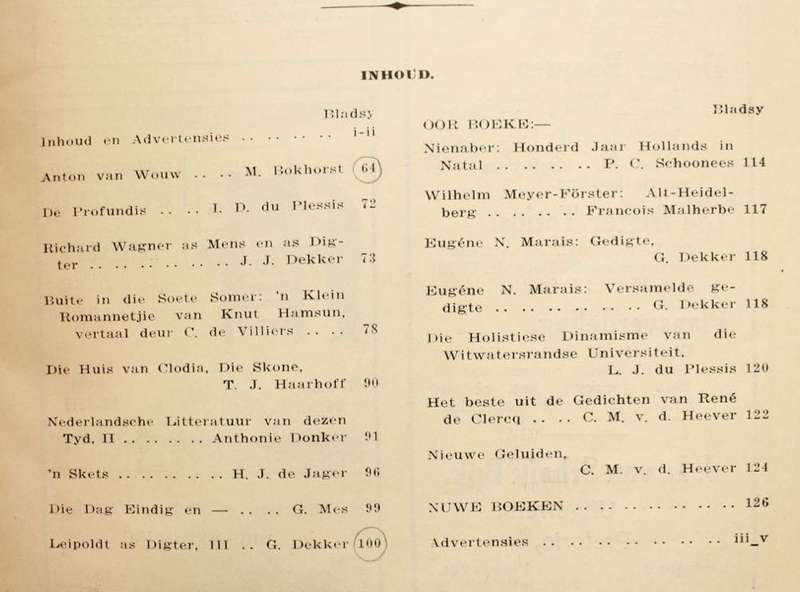 INHOUD.
Bladsy
Inhoud en Advertensies .. .. .. .. i-ii
Anton van Wouw .. .. M. Bokhorst 64
De Profundis .. .. I. D. du Plessis 72
Richard Wagner as Mens en as Dig-
ter .. .. .. .. .. .. J. J. Dekker 73
Buite in die Soete Somer: 'n Klein
Romannetjie van Knut Hamsun,
vertaal deur C. de Villiers .. .. 78
Die Huis van Clodia, Die Skone,
T. J. Haarhoff 90
Nederlandsche Litteratuur van dezen
Tyd, II .. .. .. .. Anthonie Donker 91
'n Skets .. .. .. .. .. H. J. de Jager 96
Die Dag Eindig en — .. .. G. Mes 99
Leipoldt as Digter, III .. G. Dekker 100
Bladsy
OOR BOEKE:—
Nienaber: Honderd Jaar Hollands in
Natal .. .. .. .. .. P. C. Schoonees 114
Wilhelm Meyer-Förster: Alt-Heidel-
berg .. .. .. .. Francois Malherbe 117
Eugéne N. Marais: Gedigte,
G. Dekker 118
Eugéne N. Marais: Versamelde ge-
digte .. .. .. .. .. .. G. Dekker 118
Die Holistiese Dinamisme van die
Witwatersrandse Universiteit,
L. J. du Plessis 120
Het beste uit de Gedichten van René
de Clercq .. .. C. M. v. d. Heever 122
Nieuwe Geluiden,
C. M. v. d. Heever 124
NUWE BOEKEN .. .. .. .. .. .. 126
Advertensies .. .. .. .. .. .. .. iii_v